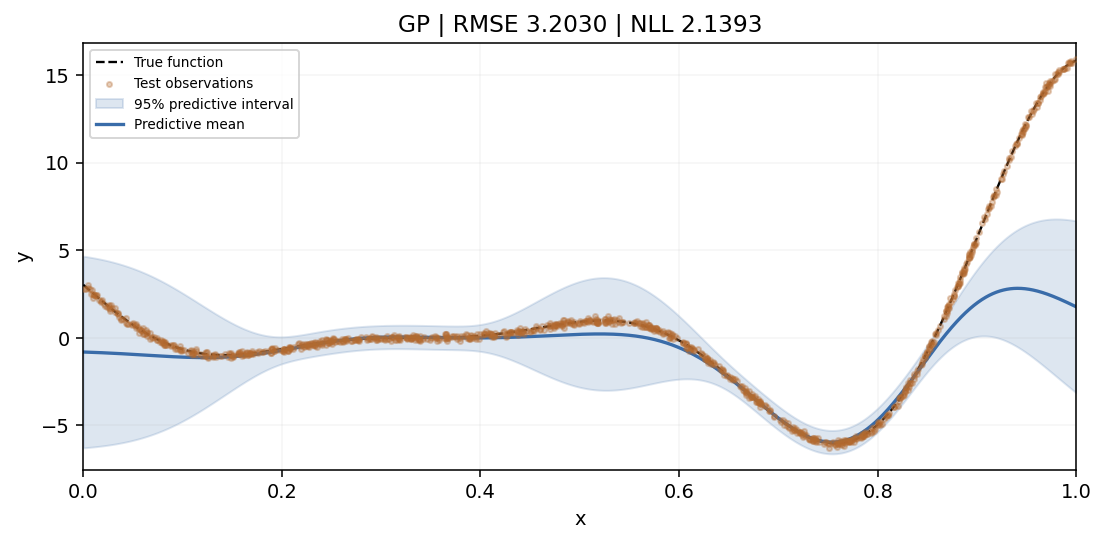 GP | RMSE 3.2030 | NLL 2.1393
True function
Test observations
95% predictive interval
Predictive mean
15
10
5
0
−5
y
0.0 0.2 0.4 0.6 0.8 1.0
x